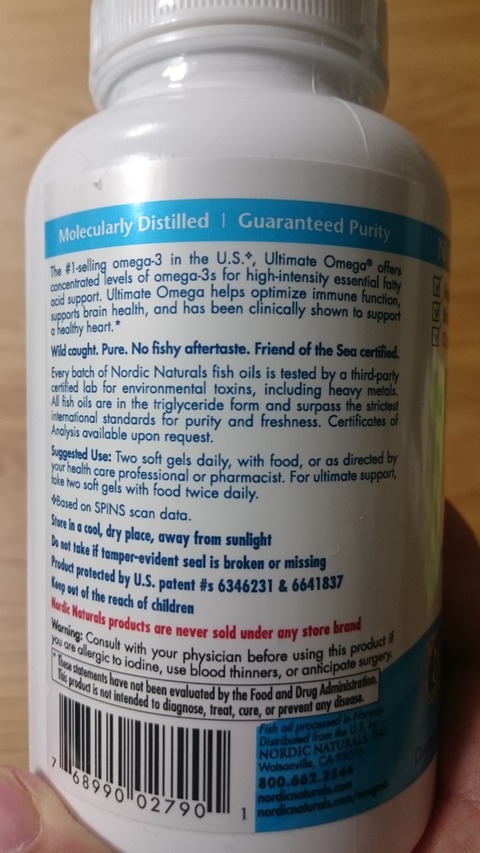 Molecularly Distilled | Guaranteed Purity
The #1-selling omega-3 in the U.S.❖, Ultimate Omega® offers
concentrated levels of omega-3s for high-intensity essential fatty
acid support. Ultimate Omega helps optimize immune function,
supports brain health, and has been clinically shown to support
a healthy heart.*
Wild caught. Pure. No fishy aftertaste. Friend of the Sea certified.
Every batch of Nordic Naturals fish oils is tested by a third-party
certified lab for environmental toxins, including heavy metals.
All fish oils are in the triglyceride form and surpass the strictest
international standards for purity and freshness. Certificates of
Analysis available upon request.
Suggested Use: Two soft gels daily, with food, or as directed by
your health care professional or pharmacist. For ultimate support,
take two soft gels with food twice daily.
❖Based on SPINS scan data.
Store in a cool, dry place, away from sunlight
Do not take if tamper-evident seal is broken or missing
Product protected by U.S. patent #s 6346231 & 6641837
Keep out of the reach of children
Nordic Naturals products are never sold under any store brand
Warning: Consult with your physician before using this product if
you are allergic to iodine, use blood thinners, or anticipate surgery.
* These statements have not been evaluated by the Food and Drug Administration.
This product is not intended to diagnose, treat, cure, or prevent any disease.
Fish oil processed in Norway
Distributed from the U.S. by
NORDIC NATURALS, INC.
Watsonville, CA 95076
800.662.2544
nordicnaturals.com
7 68990 02790 1